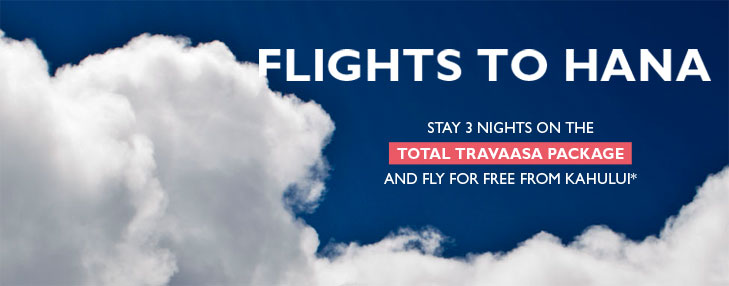 FLIGHTS TO HANA
STAY 3 NIGHTS ON THE
TOTAL TRAVAASA PACKAGE
AND FLY FOR FREE FROM KAHULUI*